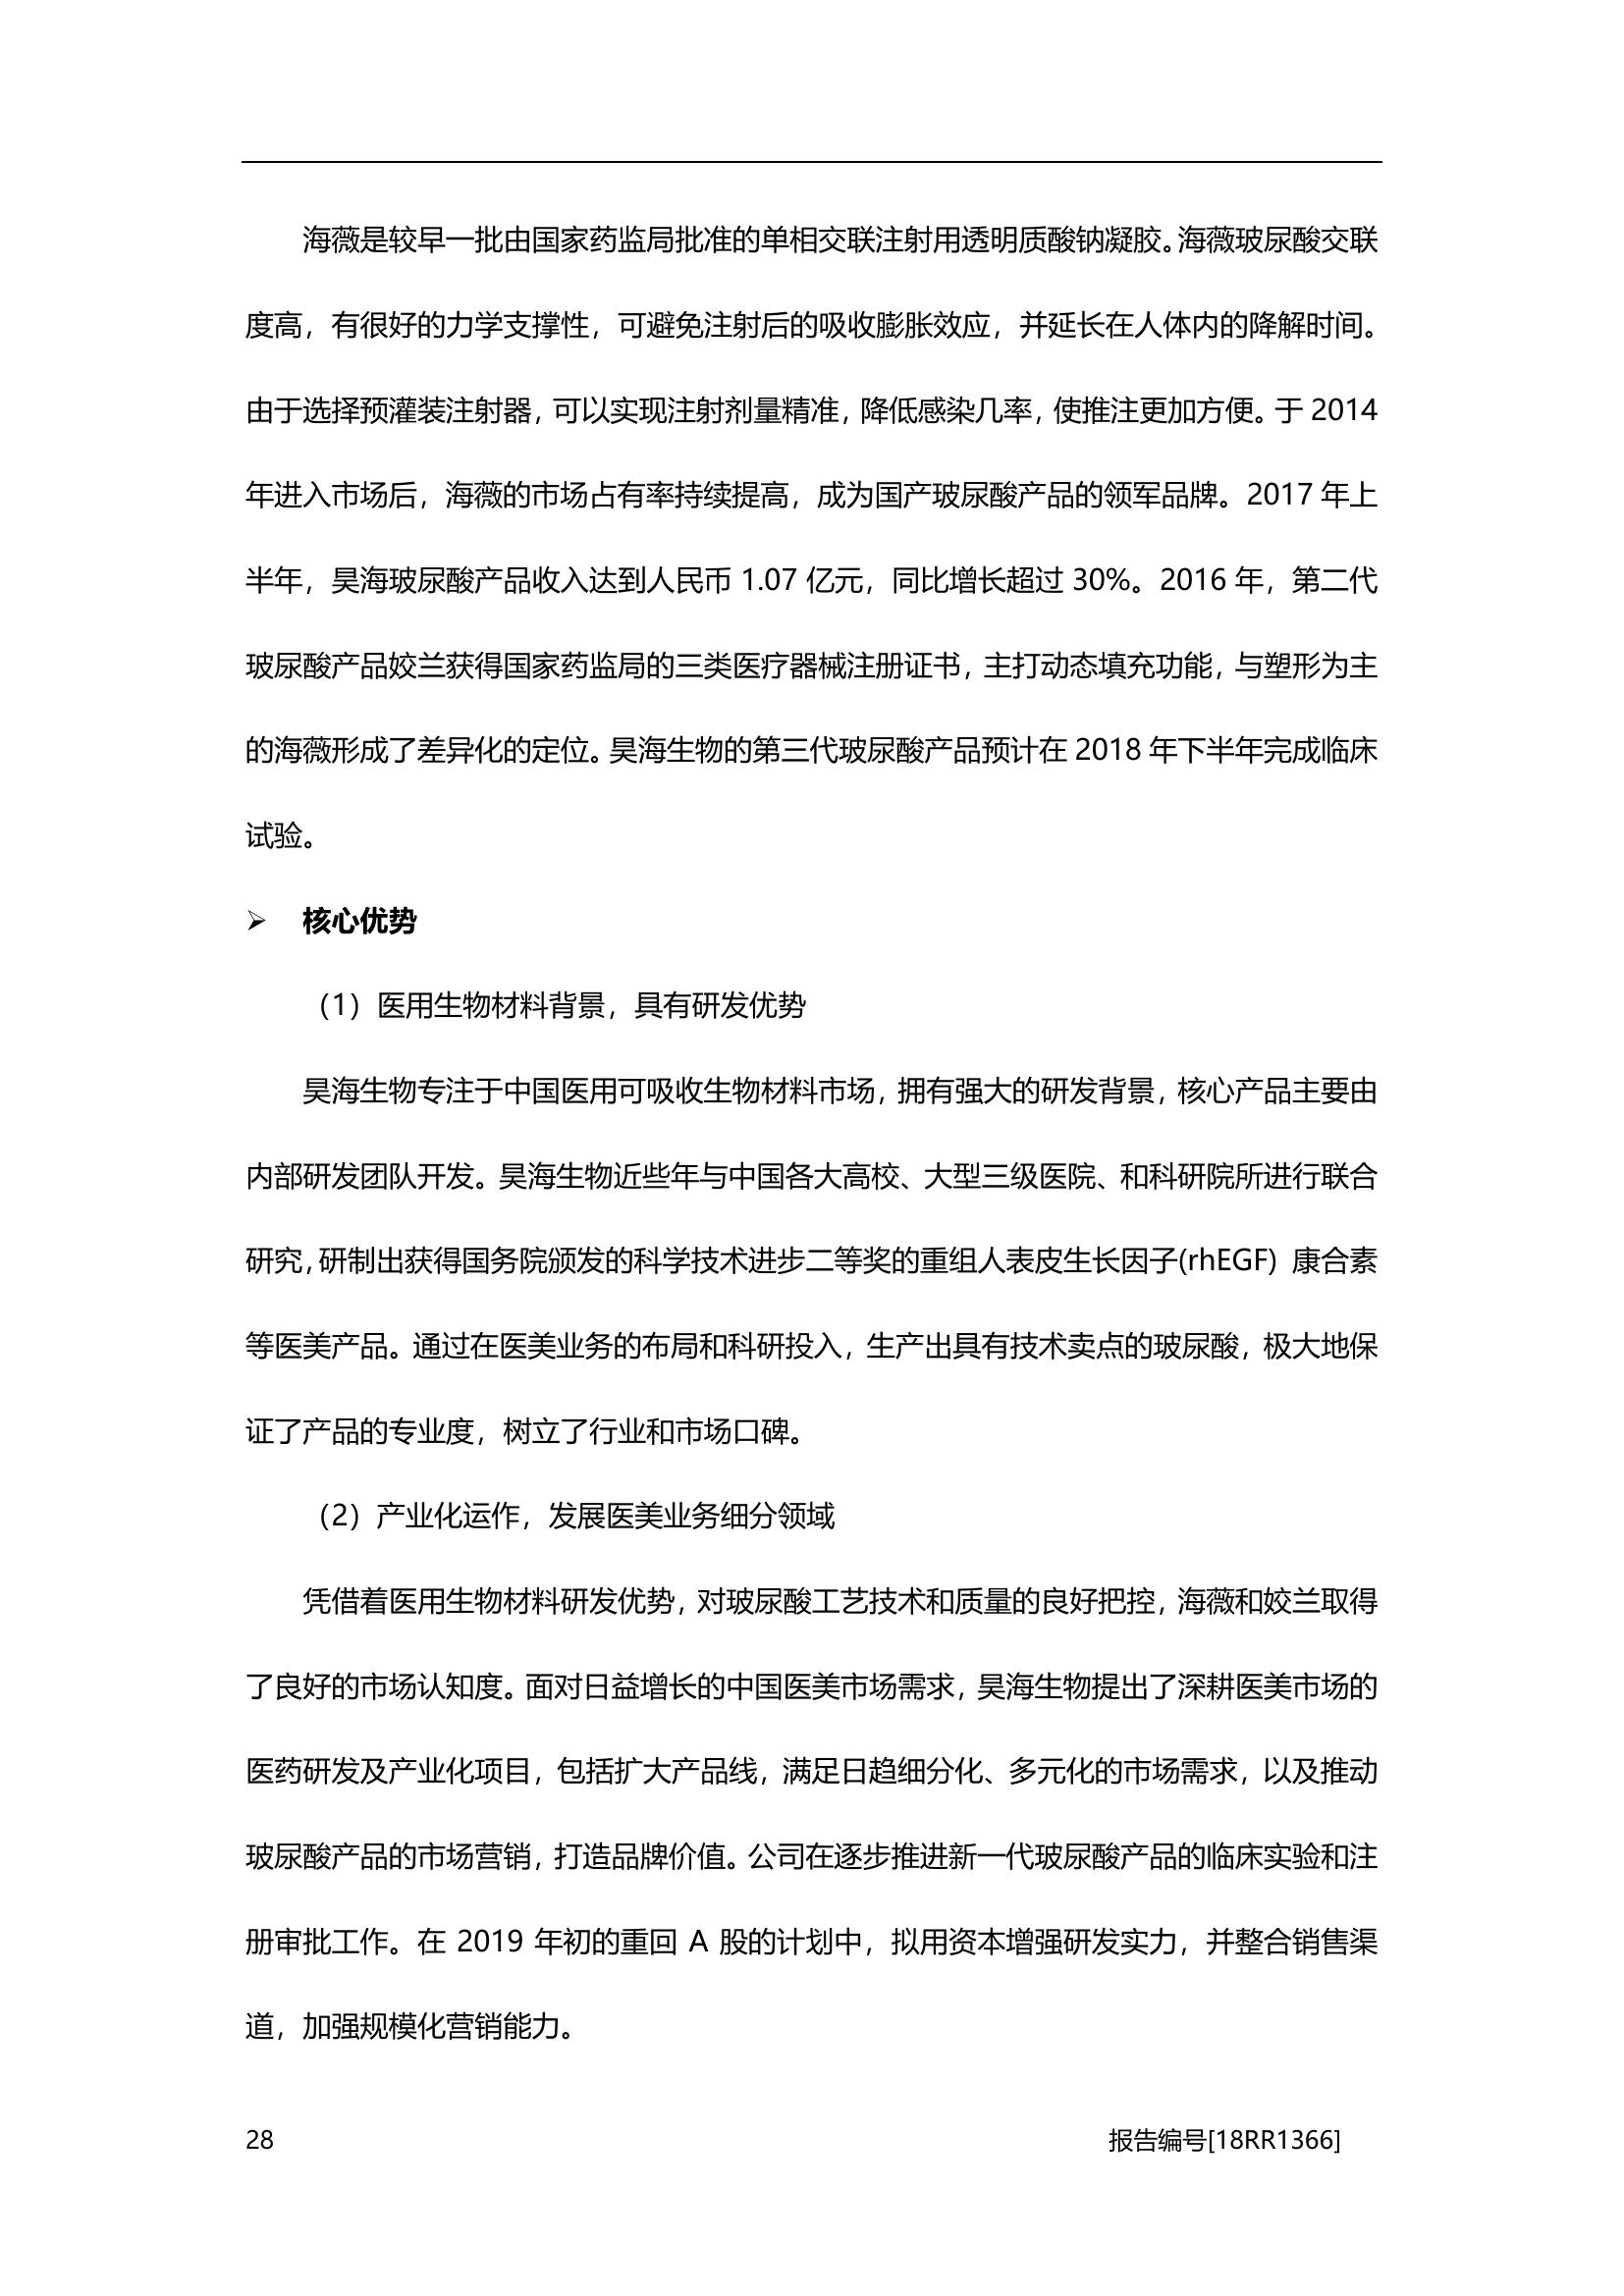 海薇是较早一批由国家药监局批准的单相交联注射用透明质酸钠凝胶。海薇玻尿酸交联
度高，有很好的力学支撑性，可避免注射后的吸收膨胀效应，并延长在人体内的降解时间。
由于选择预灌装注射器，可以实现注射剂量精准，降低感染几率，使推注更加方便。于 2014
年进入市场后，海薇的市场占有率持续提高，成为国产玻尿酸产品的领军品牌。2017 年上
半年，昊海玻尿酸产品收入达到人民币 1.07 亿元，同比增长超过 30%。2016 年，第二代
玻尿酸产品姣兰获得国家药监局的三类医疗器械注册证书，主打动态填充功能，与塑形为主
的海薇形成了差异化的定位。昊海生物的第三代玻尿酸产品预计在 2018 年下半年完成临床
试验。
➢ 核心优势
（1）医用生物材料背景，具有研发优势
昊海生物专注于中国医用可吸收生物材料市场，拥有强大的研发背景，核心产品主要由
内部研发团队开发。昊海生物近些年与中国各大高校、大型三级医院、和科研院所进行联合
研究，研制出获得国务院颁发的科学技术进步二等奖的重组人表皮生长因子(rhEGF) 康合素
等医美产品。通过在医美业务的布局和科研投入，生产出具有技术卖点的玻尿酸，极大地保
证了产品的专业度，树立了行业和市场口碑。
（2）产业化运作，发展医美业务细分领域
凭借着医用生物材料研发优势，对玻尿酸工艺技术和质量的良好把控，海薇和姣兰取得
了良好的市场认知度。面对日益增长的中国医美市场需求，昊海生物提出了深耕医美市场的
医药研发及产业化项目，包括扩大产品线，满足日趋细分化、多元化的市场需求，以及推动
玻尿酸产品的市场营销，打造品牌价值。公司在逐步推进新一代玻尿酸产品的临床实验和注
册审批工作。在 2019 年初的重回 A 股的计划中，拟用资本增强研发实力，并整合销售渠
道，加强规模化营销能力。
28 报告编号[18RR1366]